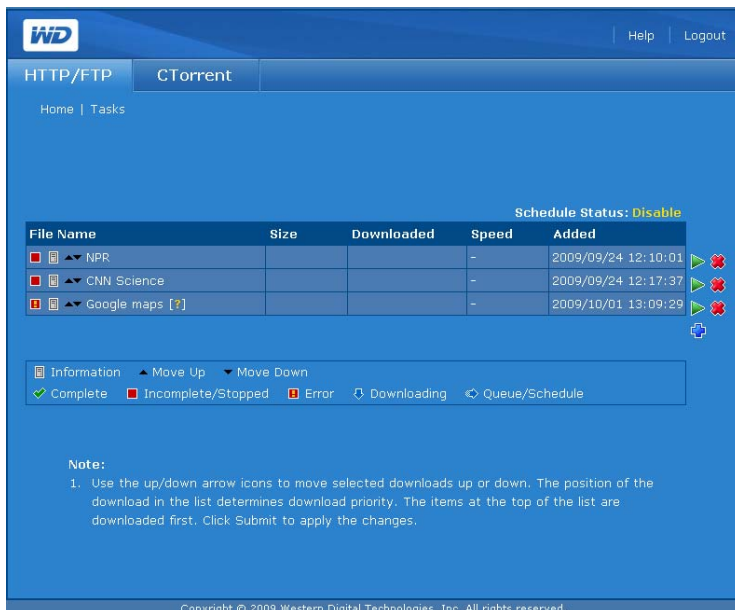 WD
Help | Logout
HTTP/FTP CTorrent
Home | Tasks
Schedule Status: Disable
File Name Size Downloaded Speed Added
NPR - 2009/09/24 12:10:01
CNN Science - 2009/09/24 12:17:37
Google maps [?] - 2009/10/01 13:09:29
Information Move Up Move Down
Complete Incomplete/Stopped Error Downloading Queue/Schedule
Note:
1. Use the up/down arrow icons to move selected downloads up or down. The position of the
download in the list determines download priority. The items at the top of the list are
downloaded first. Click Submit to apply the changes.
Copyright © 2009 Western Digital Technologies, Inc. All rights reserved.